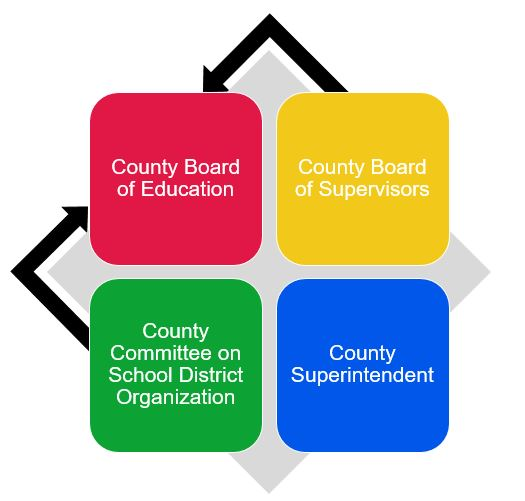 County Board
of Education
County Board
of Supervisors
County
Committee on
School District
Organization
County
Superintendent